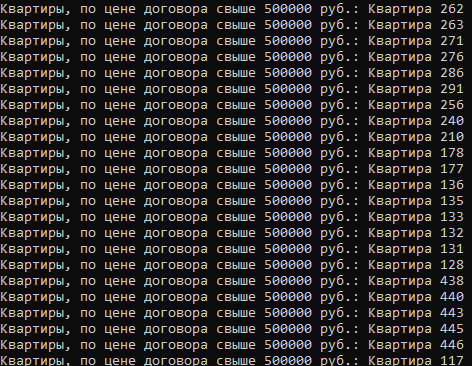 Квартиры, по цене договора свыше 500000 руб.: Квартира 262
Квартиры, по цене договора свыше 500000 руб.: Квартира 263
Квартиры, по цене договора свыше 500000 руб.: Квартира 271
Квартиры, по цене договора свыше 500000 руб.: Квартира 276
Квартиры, по цене договора свыше 500000 руб.: Квартира 286
Квартиры, по цене договора свыше 500000 руб.: Квартира 291
Квартиры, по цене договора свыше 500000 руб.: Квартира 256
Квартиры, по цене договора свыше 500000 руб.: Квартира 240
Квартиры, по цене договора свыше 500000 руб.: Квартира 210
Квартиры, по цене договора свыше 500000 руб.: Квартира 178
Квартиры, по цене договора свыше 500000 руб.: Квартира 177
Квартиры, по цене договора свыше 500000 руб.: Квартира 136
Квартиры, по цене договора свыше 500000 руб.: Квартира 135
Квартиры, по цене договора свыше 500000 руб.: Квартира 133
Квартиры, по цене договора свыше 500000 руб.: Квартира 132
Квартиры, по цене договора свыше 500000 руб.: Квартира 131
Квартиры, по цене договора свыше 500000 руб.: Квартира 128
Квартиры, по цене договора свыше 500000 руб.: Квартира 438
Квартиры, по цене договора свыше 500000 руб.: Квартира 440
Квартиры, по цене договора свыше 500000 руб.: Квартира 443
Квартиры, по цене договора свыше 500000 руб.: Квартира 445
Квартиры, по цене договора свыше 500000 руб.: Квартира 446
Квартиры, по цене договора свыше 500000 руб.: Квартира 117